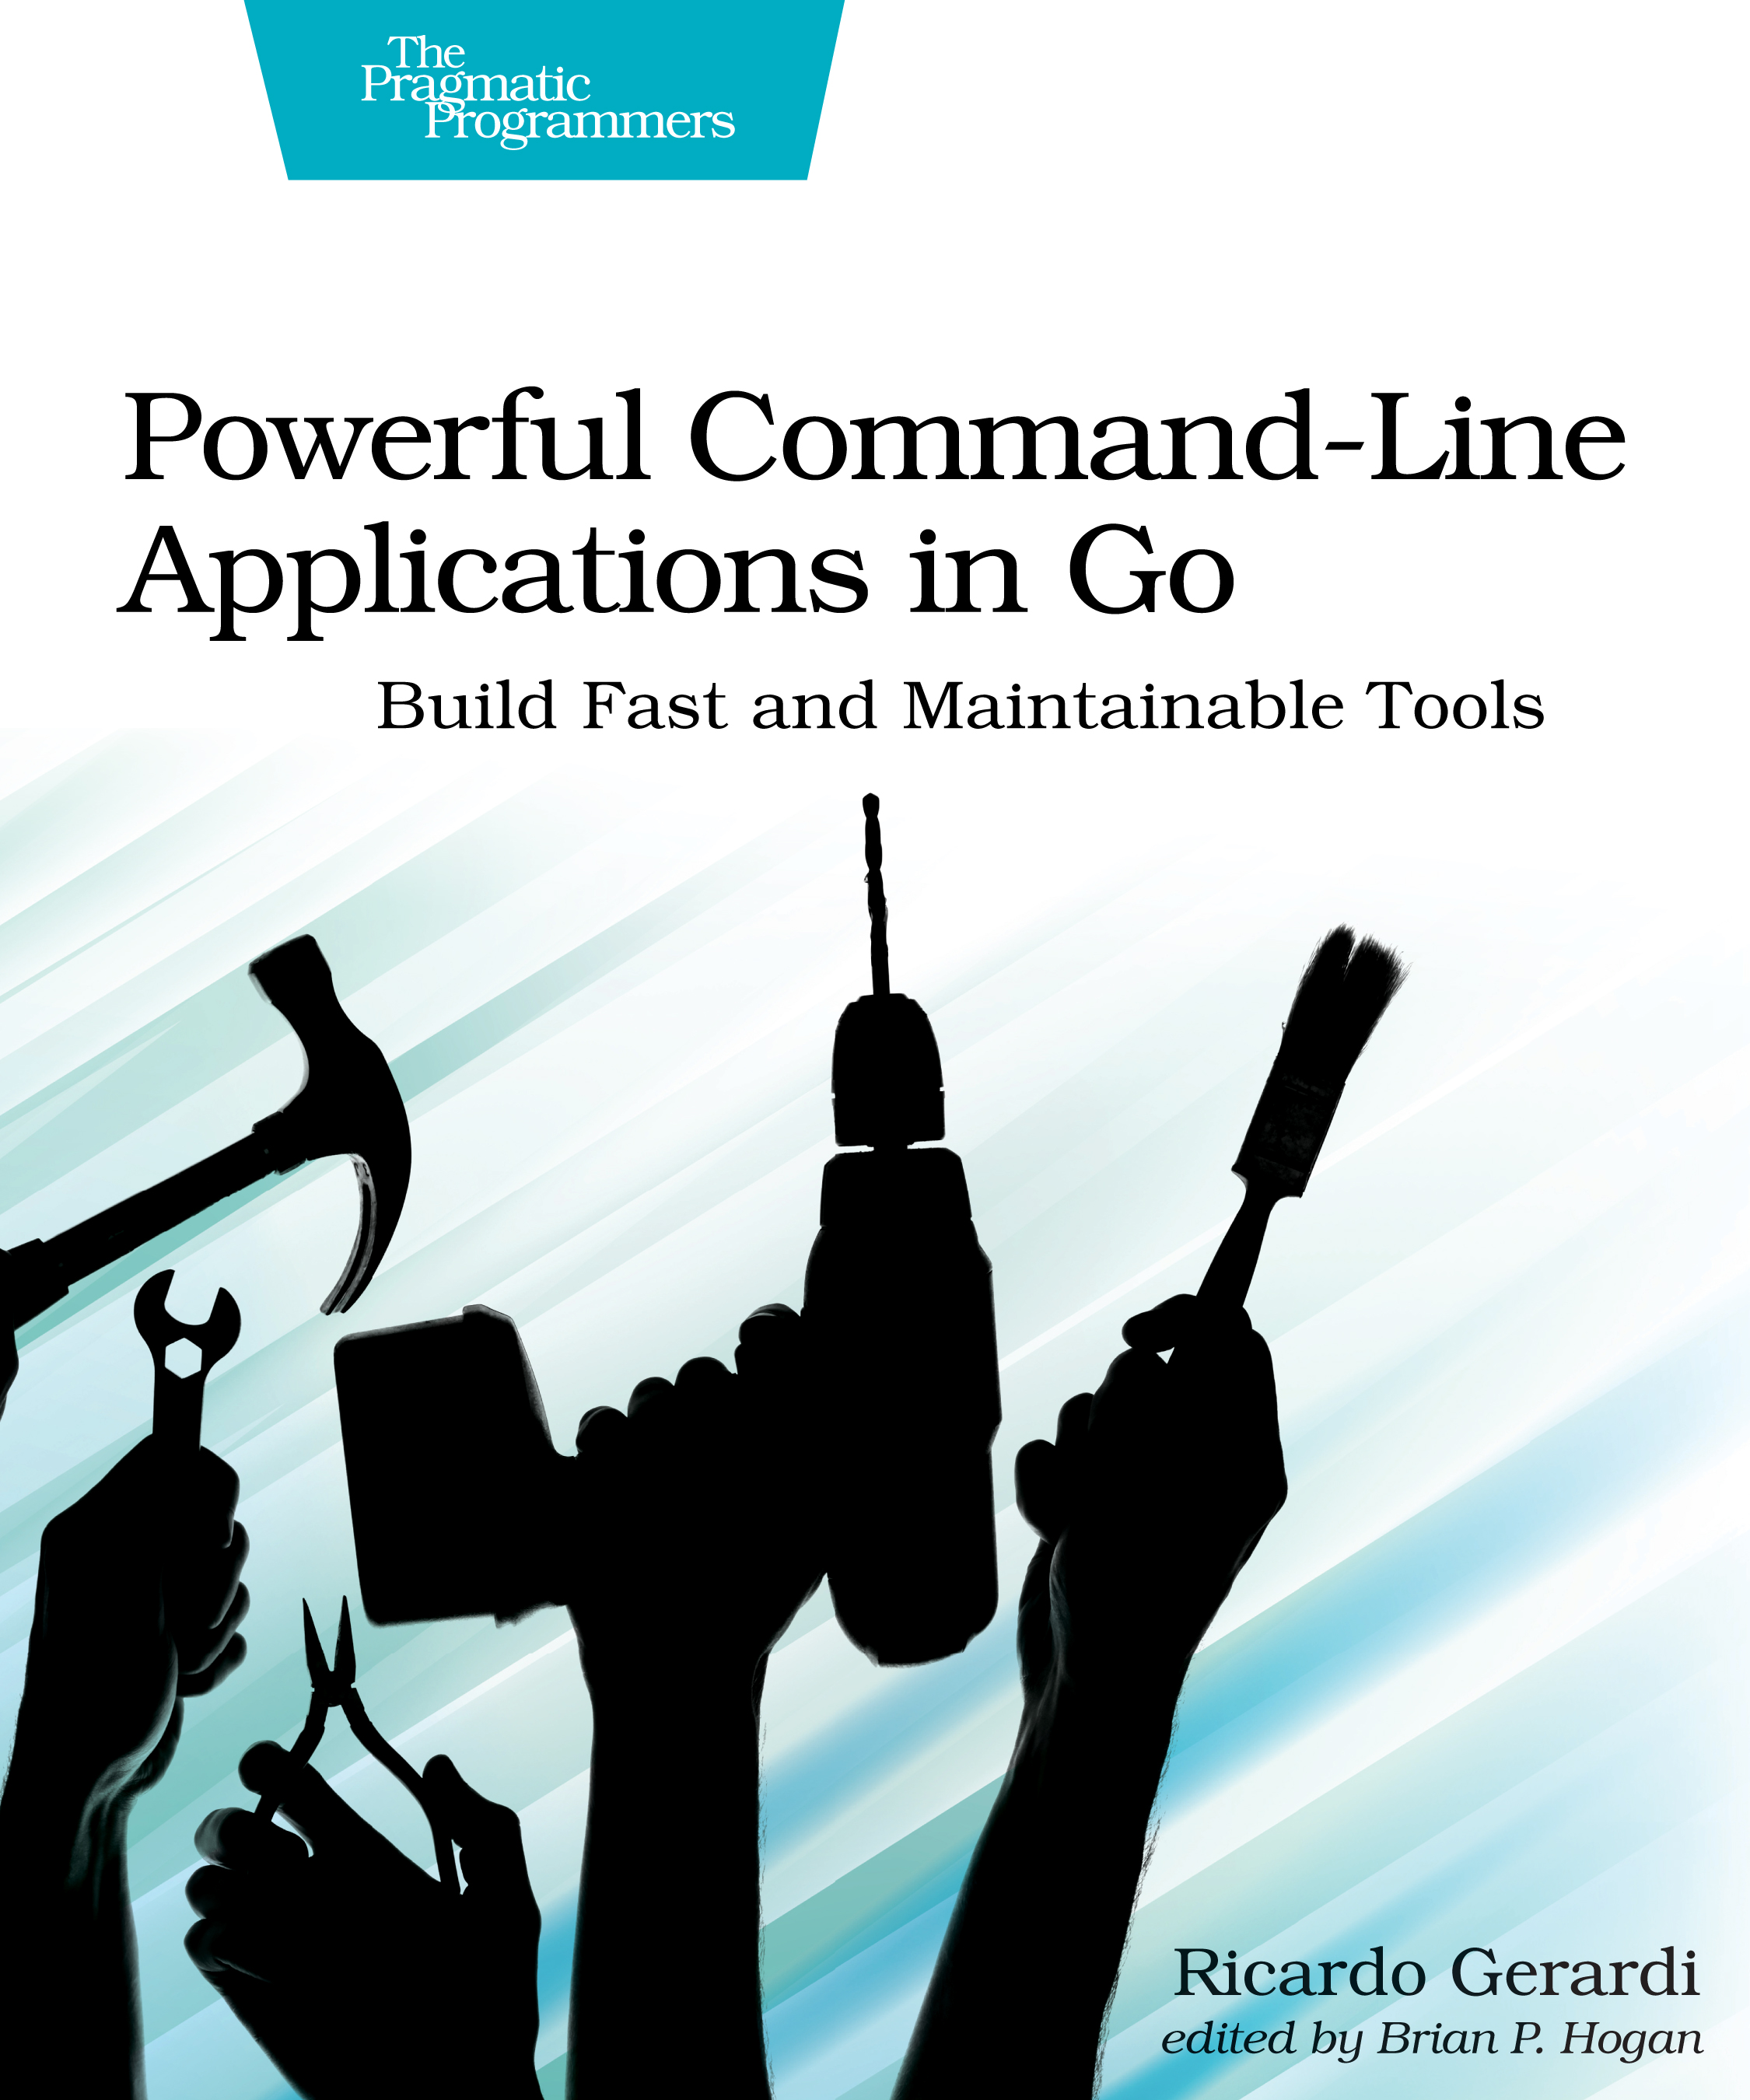 The
Pragmatic
Programmers
Powerful Command-Line
Applications in Go
Build Fast and Maintainable Tools
Ricardo Gerardi
edited by Brian P. Hogan